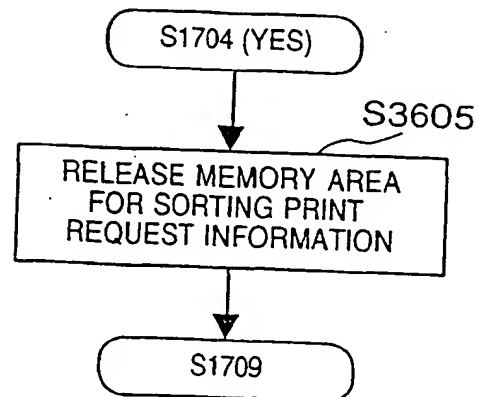 S1704 (YES)
S3605
RELEASE MEMORY AREA
FOR SORTING PRINT
REQUEST INFORMATION
S1709